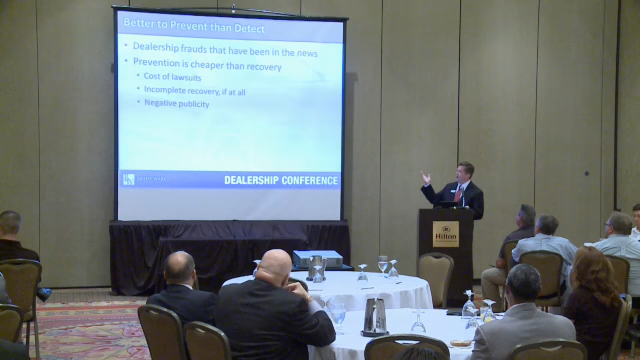 Better to Prevent than Detect
• Dealership frauds that have been in the news
• Prevention is cheaper than recovery
• Cost of lawsuits
• Incomplete recovery, if at all
• Negative publicity
DEALERSHIP CONFERENCE
Hilton